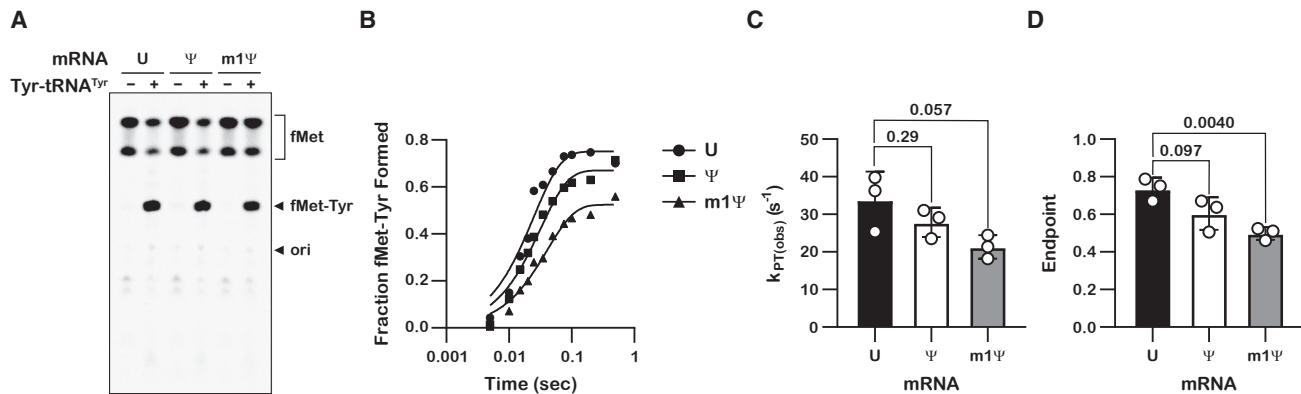 A
mRNA U Ψ m1Ψ
Tyr-tRNA^Tyr – + – + – +
fMet
fMet-Tyr
ori
B
Fraction fMet-Tyr Formed
0.8
0.6
0.4
0.2
0.0
0.001 0.01 0.1 1
Time (sec)
U
Ψ
m1Ψ
C
k_PT(obs) (s⁻¹)
50
40
30
20
10
0
0.057
0.29
U Ψ m1Ψ
mRNA
D
Endpoint
1.0
0.8
0.6
0.4
0.2
0.0
0.0040
0.097
U Ψ m1Ψ
mRNA